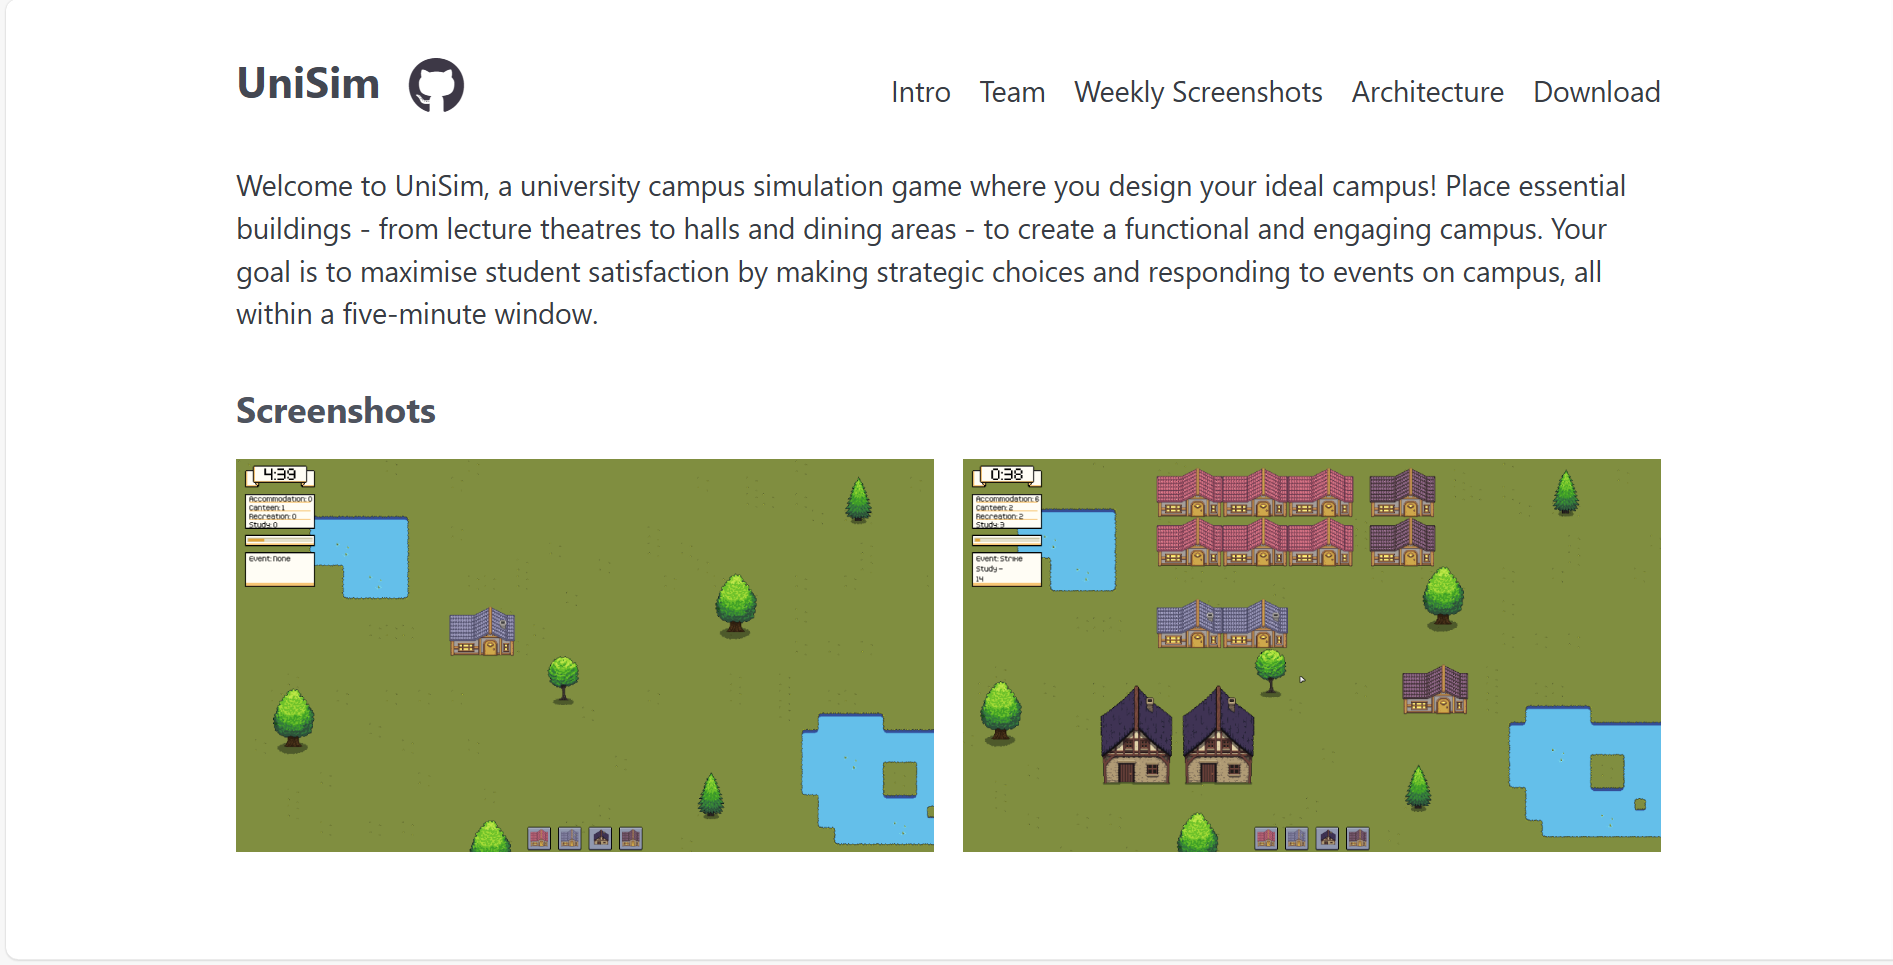 UniSim
Intro Team Weekly Screenshots Architecture Download
Welcome to UniSim, a university campus simulation game where you design your ideal campus! Place essential
buildings - from lecture theatres to halls and dining areas - to create a functional and engaging campus. Your
goal is to maximise student satisfaction by making strategic choices and responding to events on campus, all
within a five-minute window.
Screenshots
4:39
Accommodation: 0
Canteen: 1
Recreation: 0
Study: 0
Event: None
0:38
Accommodation: 6
Canteen: 2
Recreation: 2
Study: 3
Event: Strike
Study -
14